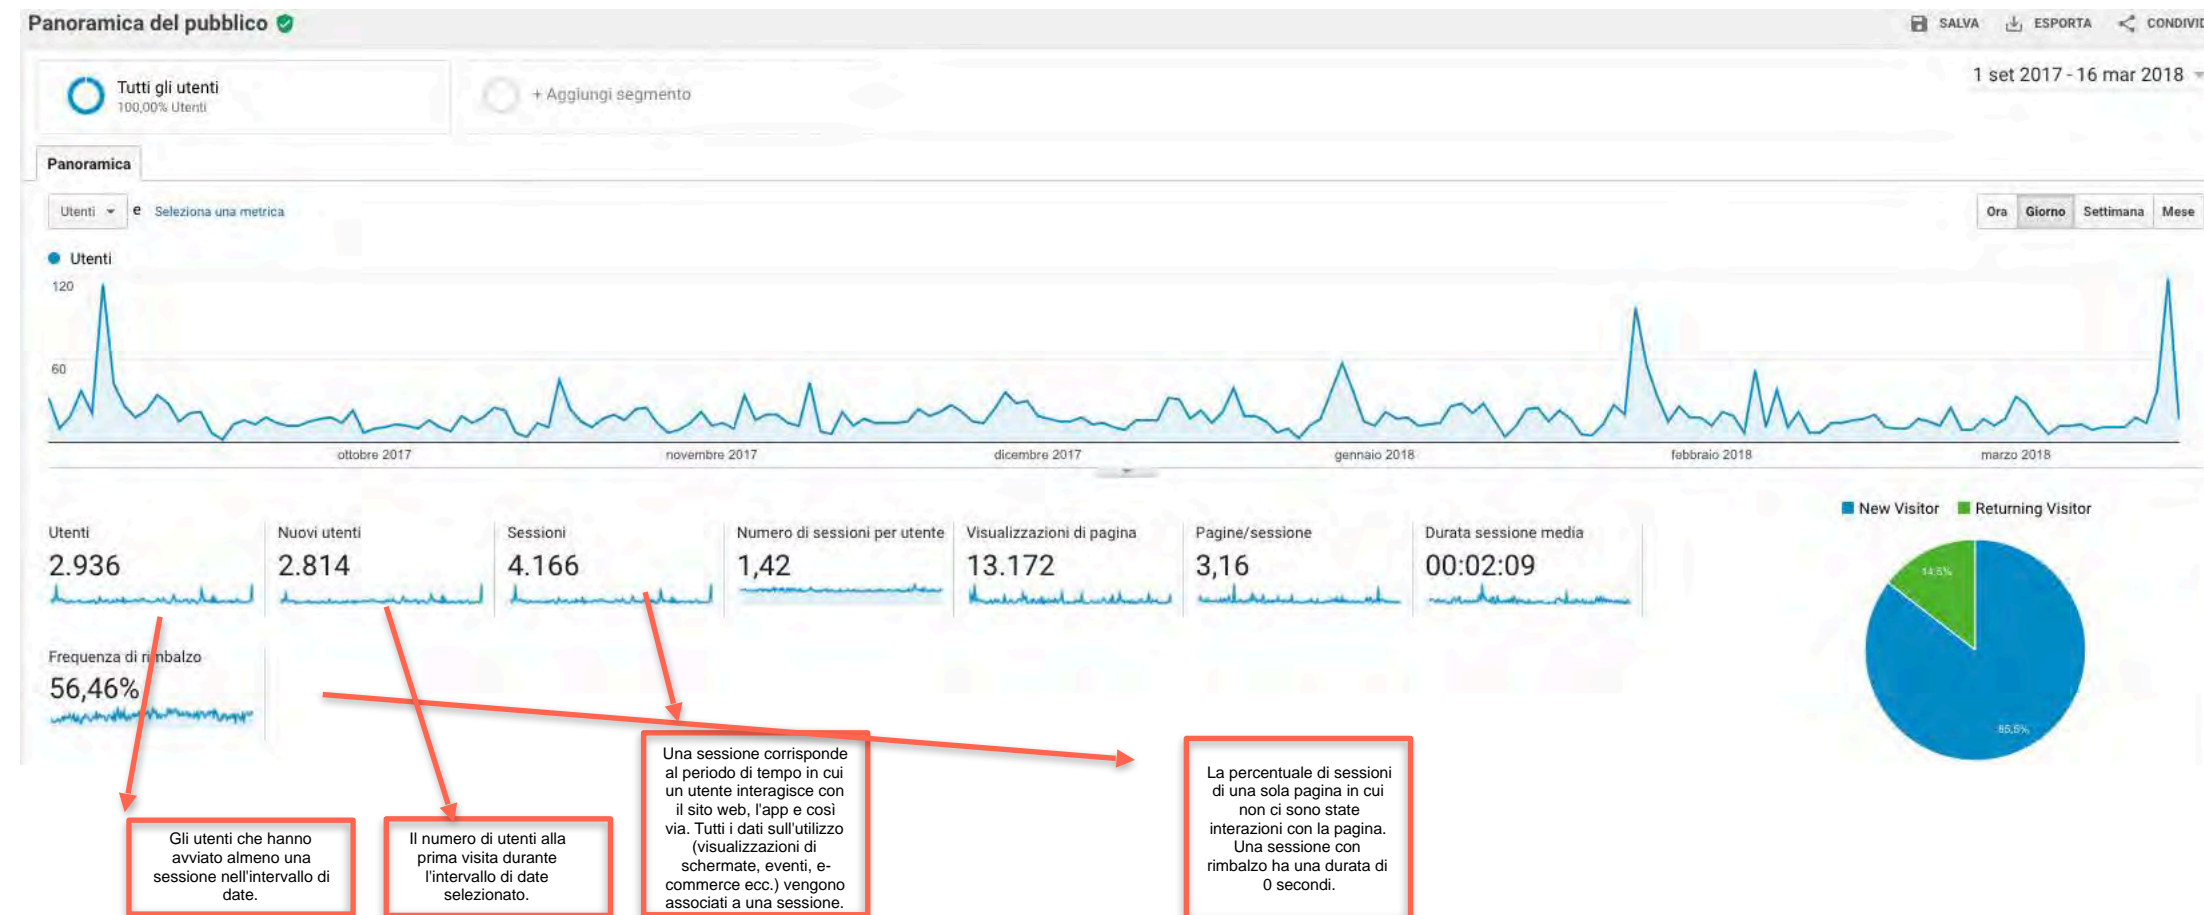 Panoramica del pubblico
SALVA ESPORTA CONDIVID
Tutti gli utenti
100,00% Utenti
+ Aggiungi segmento
1 set 2017 - 16 mar 2018
Panoramica
Utenti e Seleziona una metrica
Ora Giorno Settimana Mese
Utenti
120
60
ottobre 2017 novembre 2017 dicembre 2017 gennaio 2018 febbraio 2018 marzo 2018
New Visitor Returning Visitor
Utenti
2.936
Nuovi utenti
2.814
Sessioni
4.166
Numero di sessioni per utente
1,42
Visualizzazioni di pagina
13.172
Pagine/sessione
3,16
Durata sessione media
00:02:09
Frequenza di rimbalzo
56,46%
14,5%
85,5%
Gli utenti che hanno
avviato almeno una
sessione nell'intervallo di
date.
Il numero di utenti alla
prima visita durante
l'intervallo di date
selezionato.
Una sessione corrisponde
al periodo di tempo in cui
un utente interagisce con
il sito web, l'app e così
via. Tutti i dati sull'utilizzo
(visualizzazioni di
schermate, eventi, e-
commerce ecc.) vengono
associati a una sessione.
La percentuale di sessioni
di una sola pagina in cui
non ci sono state
interazioni con la pagina.
Una sessione con
rimbalzo ha una durata di
0 secondi.